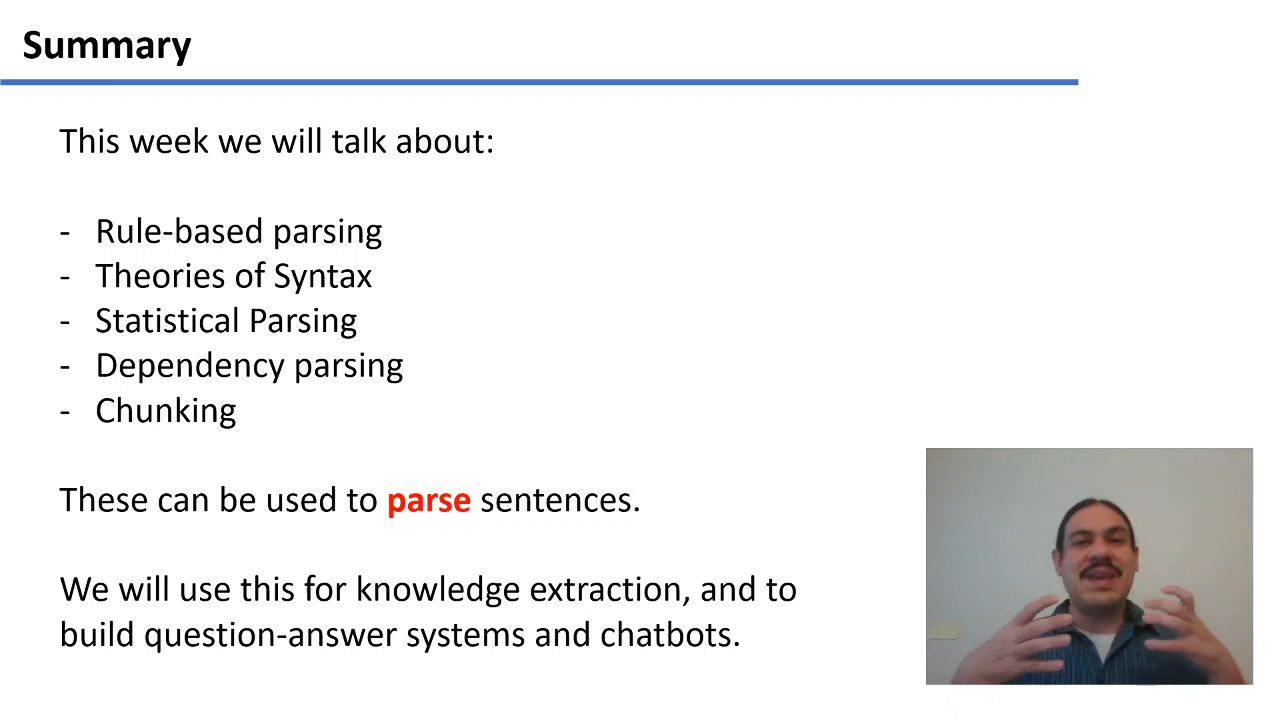 Summary
This week we will talk about:
- Rule-based parsing
- Theories of Syntax
- Statistical Parsing
- Dependency parsing
- Chunking
These can be used to parse sentences.
We will use this for knowledge extraction, and to
build question-answer systems and chatbots.